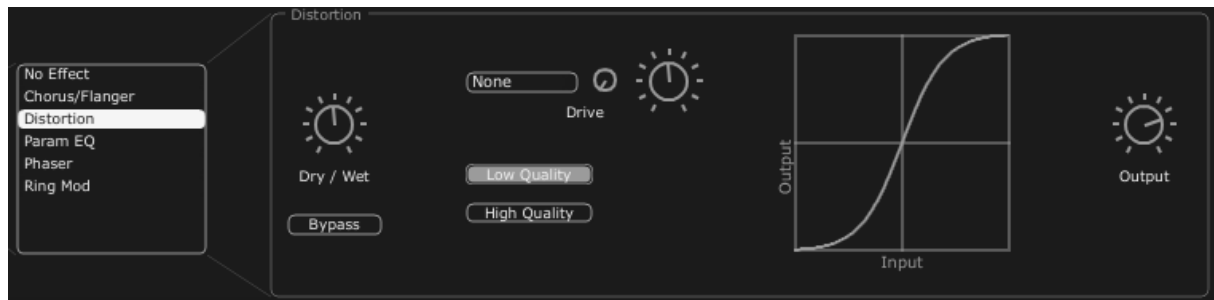 Distortion
No Effect
Chorus/Flanger
Distortion
Param EQ
Phaser
Ring Mod
Dry / Wet
Bypass
None
Drive
Low Quality
High Quality
Output
Input
Output